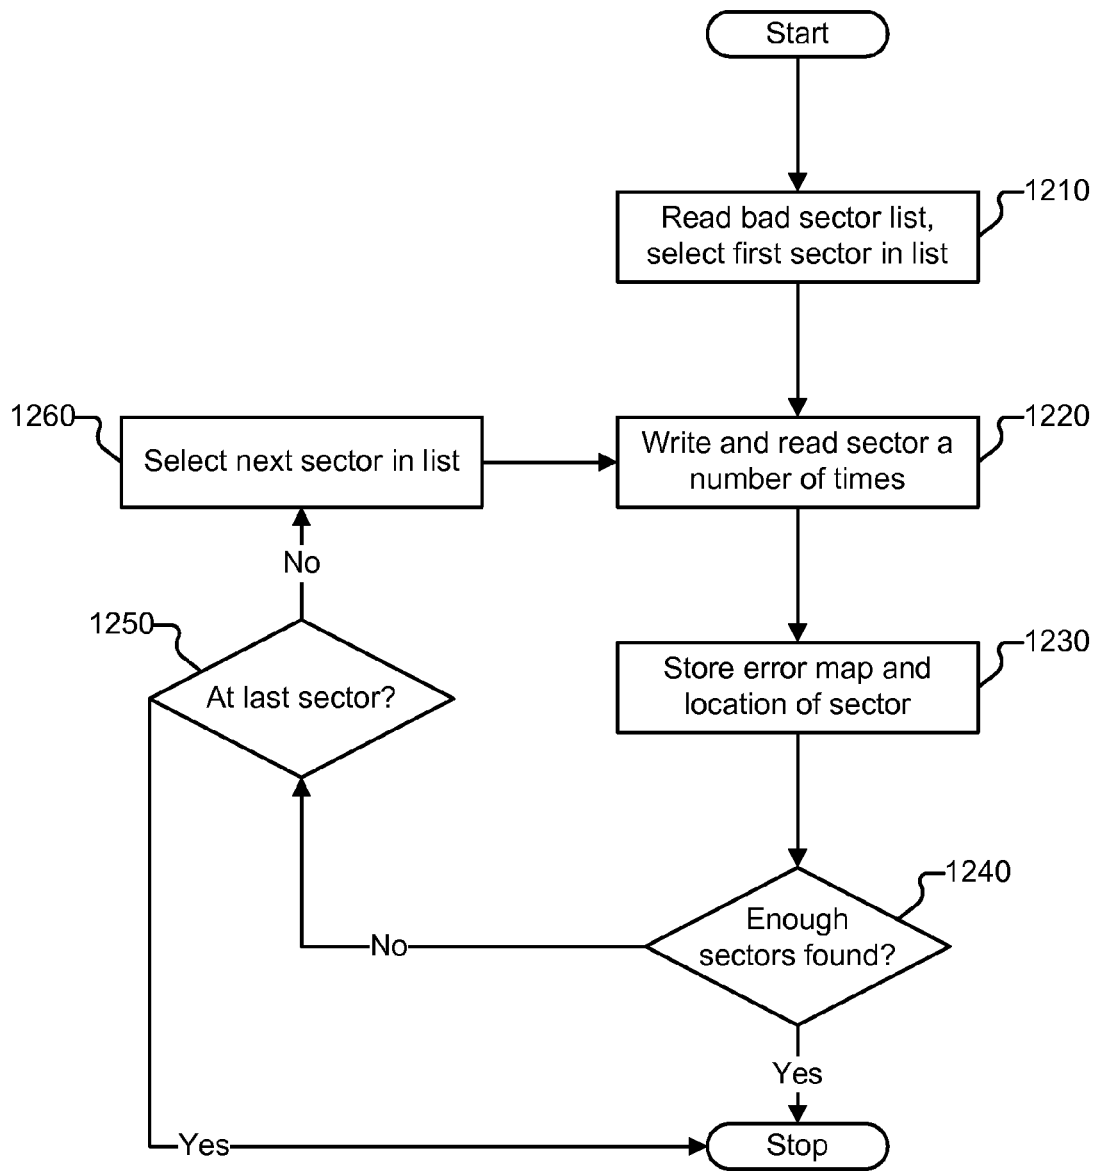 Start
1210
Read bad sector list,
select first sector in list
1260
Select next sector in list
1220
Write and read sector a
number of times
No
1250
At last sector?
1230
Store error map and
location of sector
1240
Enough
sectors found?
No
Yes
Yes
Stop